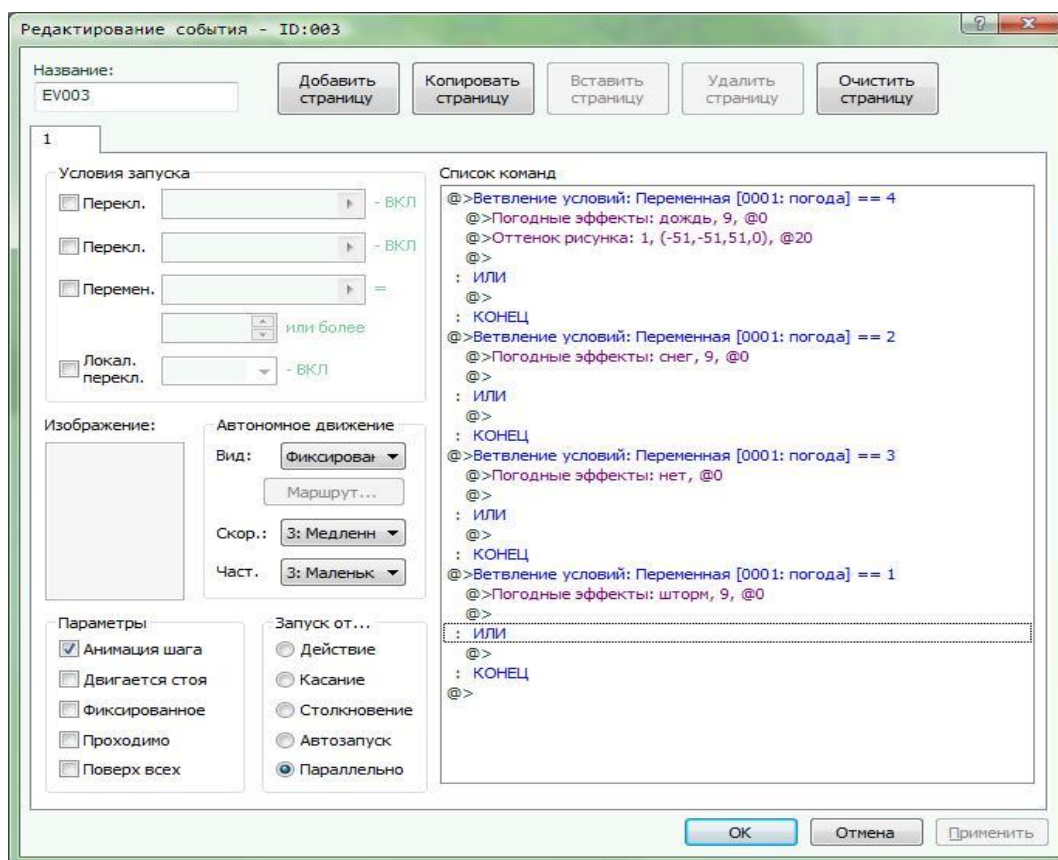 Редактирование события - ID:003
Название:
EV003
Добавить страницу
Копировать страницу
Вставить страницу
Удалить страницу
Очистить страницу
1
Условия запуска
Перекл. - ВКЛ
Перекл. - ВКЛ
Перемен. =
или более
Локал. перекл. - ВКЛ
Изображение:
Автономное движение
Вид: Фиксирован
Маршрут...
Скор.: 3: Медленн
Част. 3: Маленьк
Параметры
Анимация шага
Двигается стоя
Фиксированное
Проходимо
Поверх всех
Запуск от...
Действие
Касание
Столкновение
Автозапуск
Параллельно
Список команд
@>Ветвление условий: Переменная [0001: погода] == 4
@>Погодные эффекты: дождь, 9, @0
@>Оттенок рисунка: 1, (-51,-51,51,0), @20
@>
: ИЛИ
@>
: КОНЕЦ
@>Ветвление условий: Переменная [0001: погода] == 2
@>Погодные эффекты: снег, 9, @0
@>
: ИЛИ
@>
: КОНЕЦ
@>Ветвление условий: Переменная [0001: погода] == 3
@>Погодные эффекты: нет, @0
@>
: ИЛИ
@>
: КОНЕЦ
@>Ветвление условий: Переменная [0001: погода] == 1
@>Погодные эффекты: шторм, 9, @0
@>
: ИЛИ
@>
: КОНЕЦ
@>
OK
Отмена
Применить